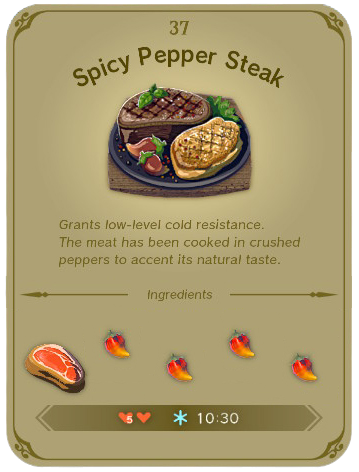 37
Spicy Pepper Steak
Grants low-level cold resistance.
The meat has been cooked in crushed
peppers to accent its natural taste.
Ingredients
5 10:30